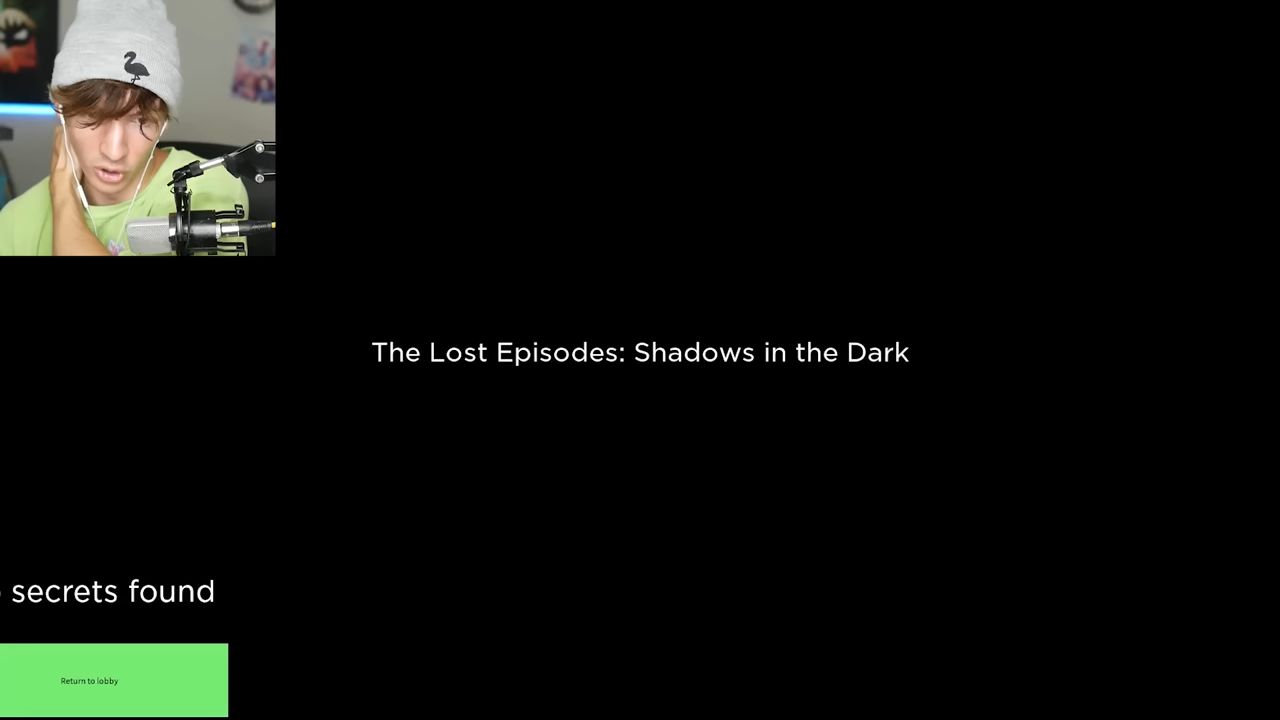 The Lost Episodes: Shadows in the Dark
secrets found
Return to lobby